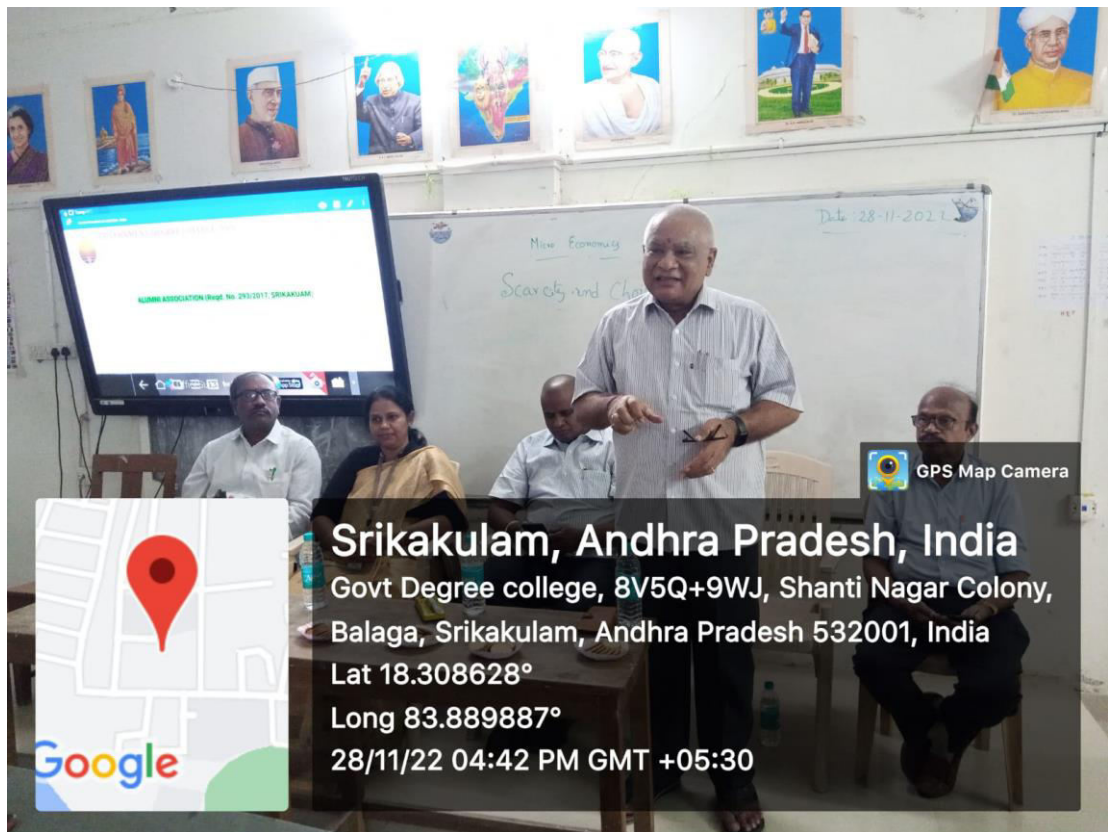 ALUMNI ASSOCIATION (Regd. No. 293/2017, SRIKAKULAM)
Date: 28-11-2022
Micro Economics
Scarcity and
GPS Map Camera
Srikakulam, Andhra Pradesh, India
Govt Degree college, 8V5Q+9WJ, Shanti Nagar Colony,
Balaga, Srikakulam, Andhra Pradesh 532001, India
Lat 18.308628°
Long 83.889887°
28/11/22 04:42 PM GMT +05:30
Google